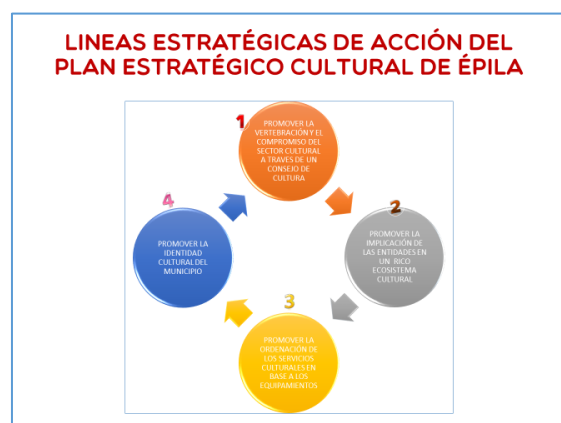 LINEAS ESTRATÉGICAS DE ACCIÓN DEL
PLAN ESTRATÉGICO CULTURAL DE ÉPILA
1
PROMOVER LA
VERTEBRACIÓN Y EL
COMPROMISO DEL
SECTOR CULTURAL
A TRAVES DE UN
CONSEJO DE
CULTURA
2
PROMOVER LA
IMPLICACIÓN DE
LAS ENTIDADES EN
UN RICO
ECOSISTEMA
CULTURAL
3
PROMOVER LA
ORDENACIÓN DE
LOS SERVICIOS
CULTURALES EN
BASE A LOS
EQUIPAMIENTOS
4
PROMOVER LA
IDENTIDAD
CULTURAL DEL
MUNICIPIO